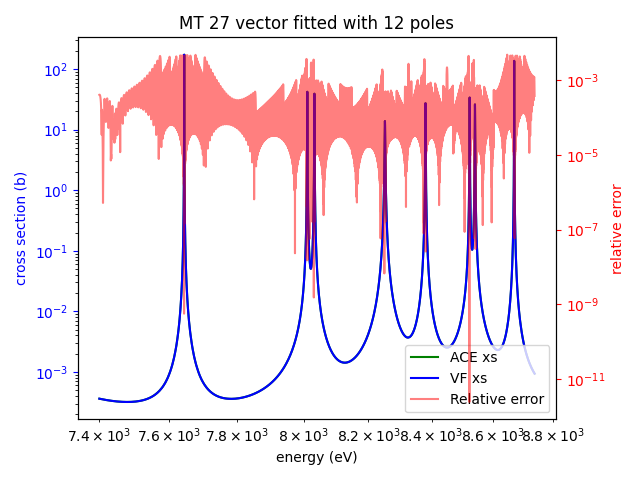 MT 27 vector fitted with 12 poles
10²
10¹
10⁰
10⁻¹
10⁻²
10⁻³
cross section (b)
10⁻³
10⁻⁵
10⁻⁷
10⁻⁹
10⁻¹¹
relative error
ACE xs
VF xs
Relative error
7.4 × 10³ 7.6 × 10³ 7.8 × 10³ 8 × 10³ 8.2 × 10³ 8.4 × 10³ 8.6 × 10³ 8.8 × 10³
energy (eV)